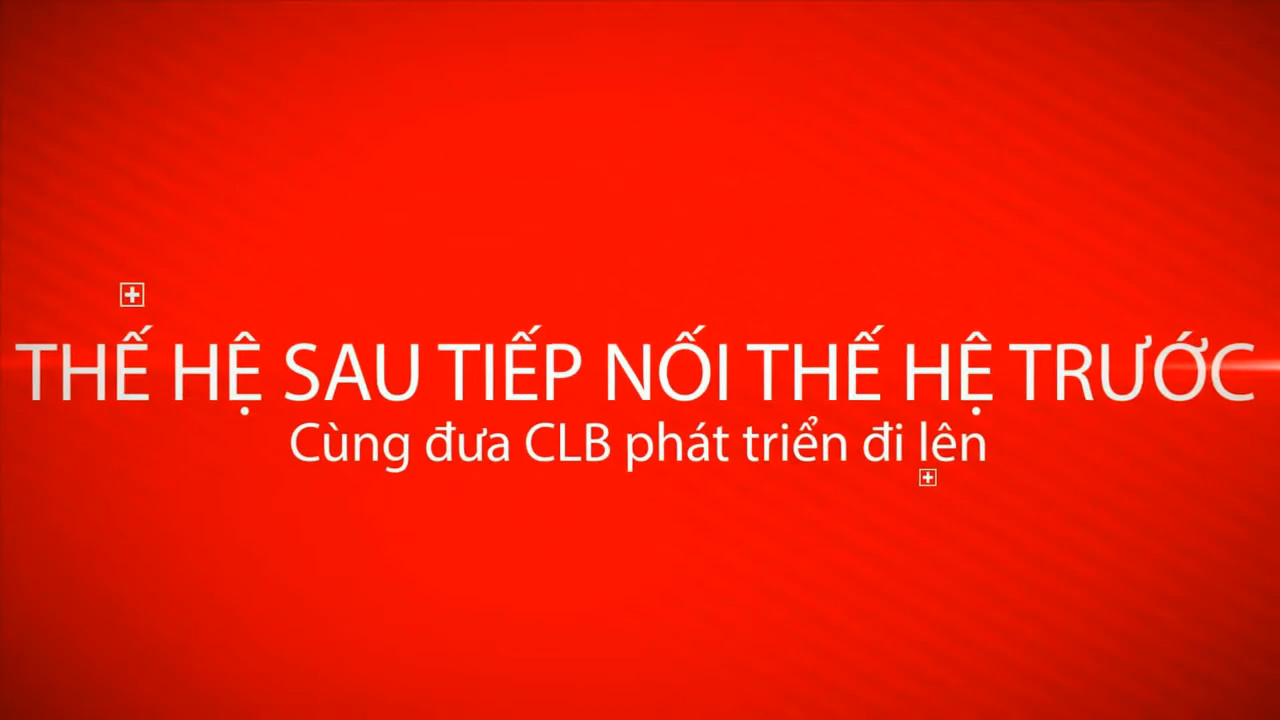 THẾ HỆ SAU TIẾP NỐI THẾ HỆ TRƯỚC
Cùng đưa CLB phát triển đi lên